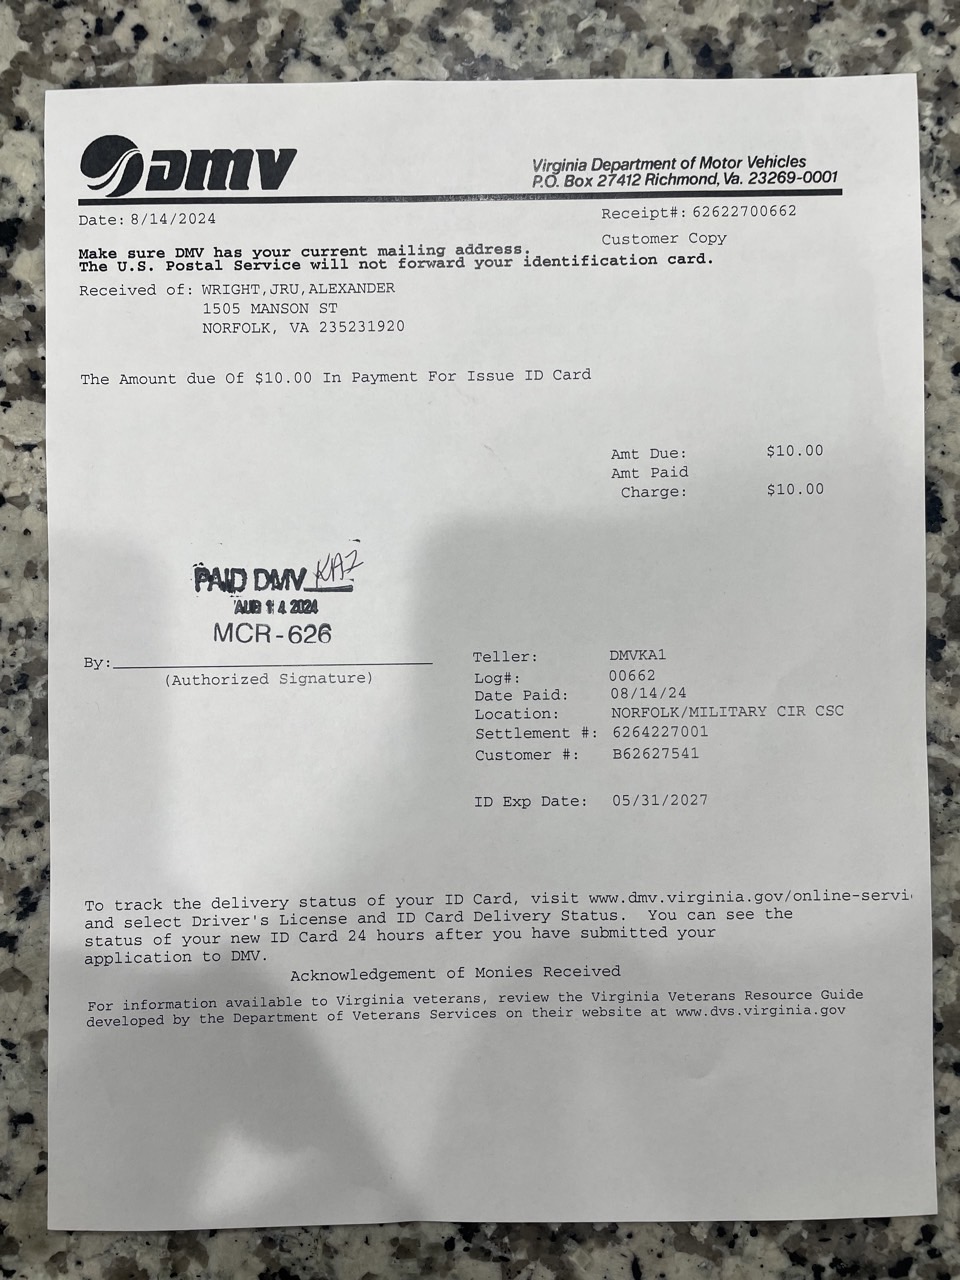 DMV
Virginia Department of Motor Vehicles
P.O. Box 27412 Richmond, Va. 23269-0001
Date: 8/14/2024
Receipt#: 62622700662
Customer Copy
Make sure DMV has your current mailing address.
The U.S. Postal Service will not forward your identification card.
Received of: WRIGHT,JRU,ALEXANDER
1505 MANSON ST
NORFOLK, VA 235231920
The Amount due Of $10.00 In Payment For Issue ID Card
Amt Due: $10.00
Amt Paid
Charge: $10.00
PAID DMV
AUG 14 2024
MCR-626
By:
(Authorized Signature)
Teller: DMVKA1
Log#: 00662
Date Paid: 08/14/24
Location: NORFOLK/MILITARY CIR CSC
Settlement #: 6264227001
Customer #: B62627541
ID Exp Date: 05/31/2027
To track the delivery status of your ID Card, visit www.dmv.virginia.gov/online-servi
and select Driver's License and ID Card Delivery Status. You can see the
status of your new ID Card 24 hours after you have submitted your
application to DMV.
Acknowledgement of Monies Received
For information available to Virginia veterans, review the Virginia Veterans Resource Guide
developed by the Department of Veterans Services on their website at www.dvs.virginia.gov